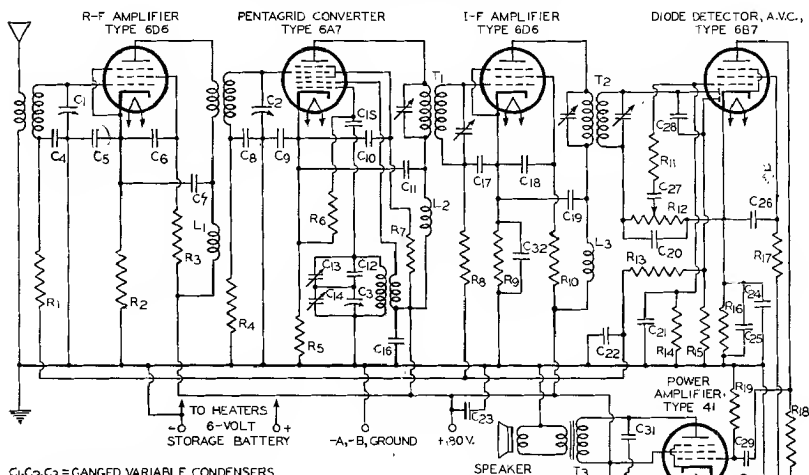 R-F AMPLIFIER
TYPE 6D6
PENTAGRID CONVERTER
TYPE 6A7
I-F AMPLIFIER
TYPE 6D6
DIODE DETECTOR, A.V.C.,
TYPE 6B7
C1
C4
C5
C6
C7
L1
R1
R2
R3
C2
C8
C9
C10
C15
C11
R4
R5
R6
R7
C13
C12
C14
C3
C16
L2
T1
C17
C18
C19
R8
R9
C32
R10
L3
T2
C28
R11
C27
R12
C20
R13
C21
C22
R14
R15
R16
C24
C25
C26
R17
TO HEATERS
6-VOLT
STORAGE BATTERY
- +
-A,-B, GROUND
+180 V.
C23
SPEAKER
T3
C31
POWER
AMPLIFIER,
TYPE 41
R19
C29
R18
C1,C2,C3 = GANGED VARIABLE CONDENSERS